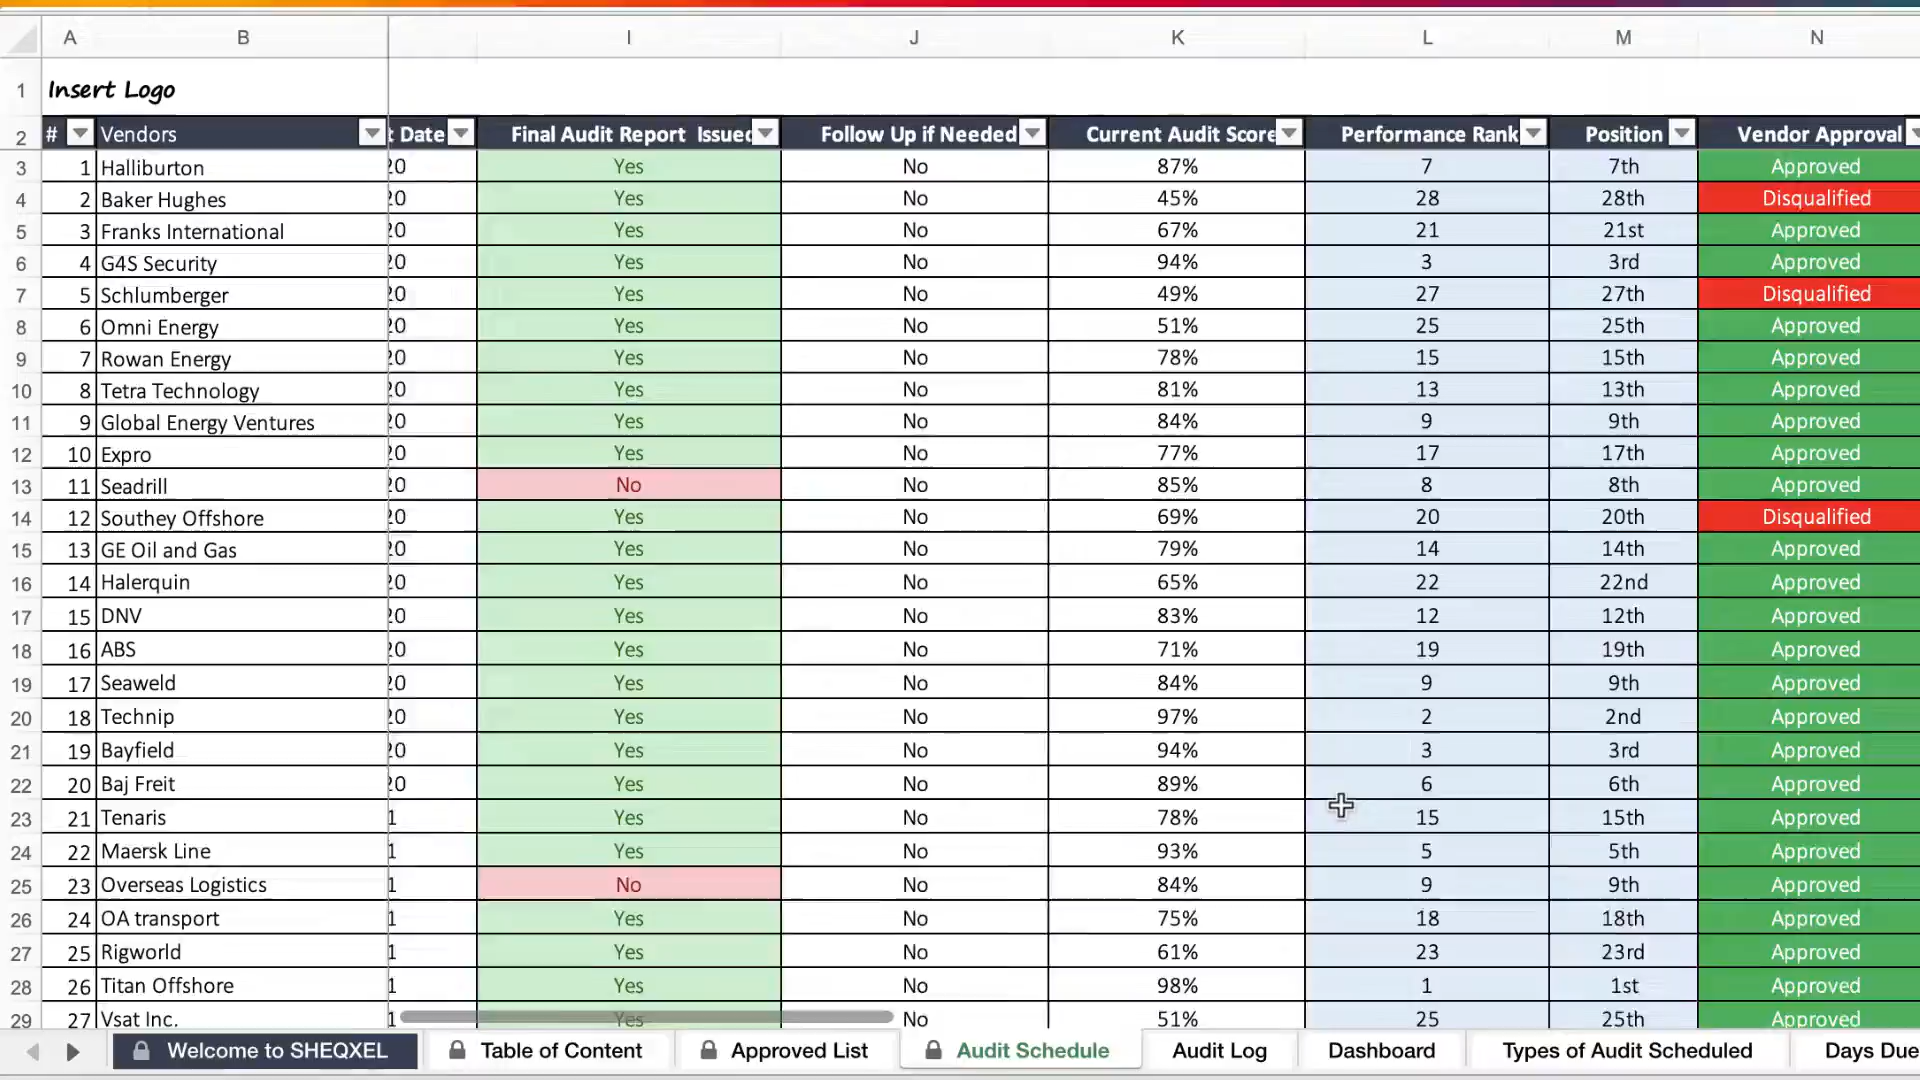 A B I J K L M N
1 Insert Logo
2 # Vendors t Date Final Audit Report Issued Follow Up if Needed Current Audit Score Performance Rank Position Vendor Approval
3 1 Halliburton 20 Yes No 87% 7 7th Approved
4 2 Baker Hughes 20 Yes No 45% 28 28th Disqualified
5 3 Franks International 20 Yes No 67% 21 21st Approved
6 4 G4S Security 20 Yes No 94% 3 3rd Approved
7 5 Schlumberger 20 Yes No 49% 27 27th Disqualified
8 6 Omni Energy 20 Yes No 51% 25 25th Approved
9 7 Rowan Energy 20 Yes No 78% 15 15th Approved
10 8 Tetra Technology 20 Yes No 81% 13 13th Approved
11 9 Global Energy Ventures 20 Yes No 84% 9 9th Approved
12 10 Expro 20 Yes No 77% 17 17th Approved
13 11 Seadrill 20 No No 85% 8 8th Approved
14 12 Southey Offshore 20 Yes No 69% 20 20th Disqualified
15 13 GE Oil and Gas 20 Yes No 79% 14 14th Approved
16 14 Halerquin 20 Yes No 65% 22 22nd Approved
17 15 DNV 20 Yes No 83% 12 12th Approved
18 16 ABS 20 Yes No 71% 19 19th Approved
19 17 Seaweld 20 Yes No 84% 9 9th Approved
20 18 Technip 20 Yes No 97% 2 2nd Approved
21 19 Bayfield 20 Yes No 94% 3 3rd Approved
22 20 Baj Freit 20 Yes No 89% 6 6th Approved
23 21 Tenaris 1 Yes No 78% 15 15th Approved
24 22 Maersk Line 1 Yes No 93% 5 5th Approved
25 23 Overseas Logistics 1 No No 84% 9 9th Approved
26 24 OA transport 1 Yes No 75% 18 18th Approved
27 25 Rigworld 1 Yes No 61% 23 23rd Approved
28 26 Titan Offshore 1 Yes No 98% 1 1st Approved
29 27 Vsat Inc. 1 Yes No 51% 25 25th Approved
Welcome to SHEQXEL Table of Content Approved List Audit Schedule Audit Log Dashboard Types of Audit Scheduled Days Due